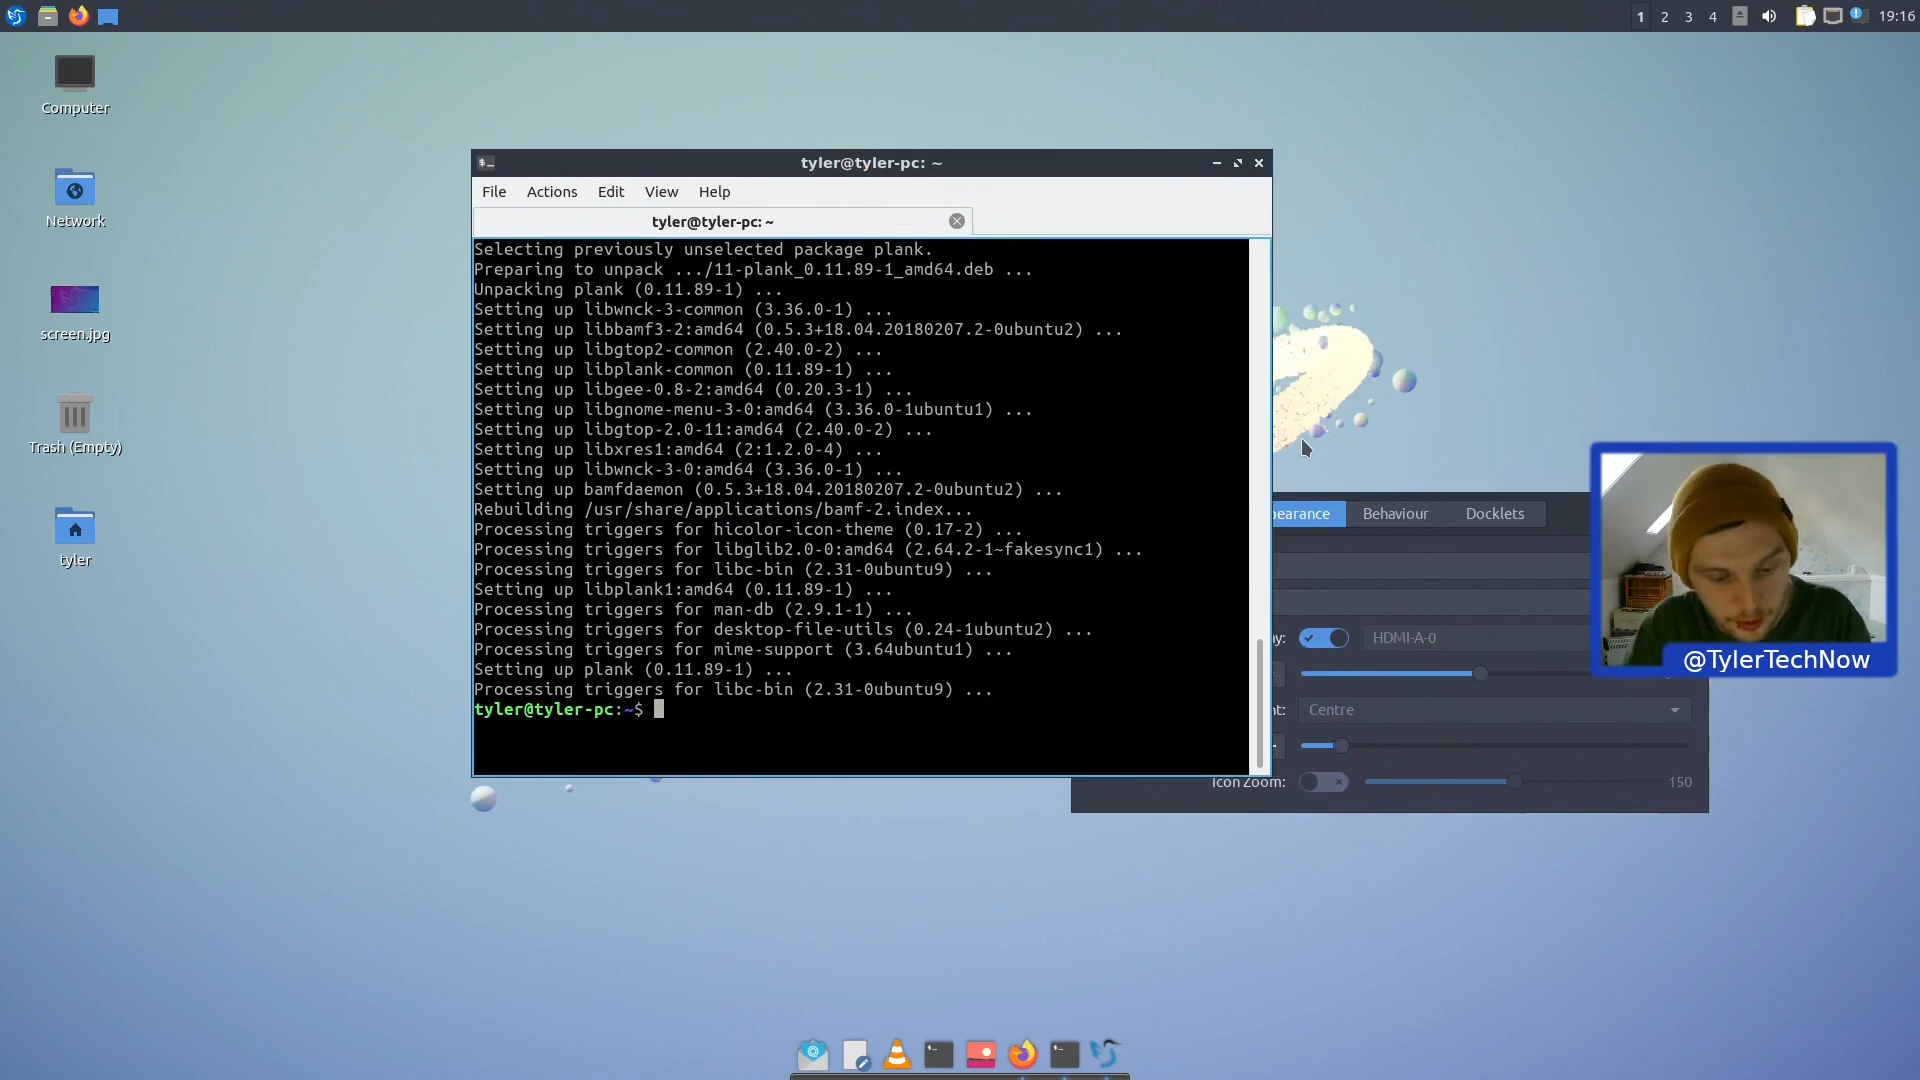 1 2 3 4 19:16
Computer
Network
screen.jpg
Trash (Empty)
tyler
tyler@tyler-pc: ~
File Actions Edit View Help
tyler@tyler-pc: ~
Selecting previously unselected package plank.
Preparing to unpack .../11-plank_0.11.89-1_amd64.deb ...
Unpacking plank (0.11.89-1) ...
Setting up libwnck-3-common (3.36.0-1) ...
Setting up libbamf3-2:amd64 (0.5.3+18.04.20180207.2-0ubuntu2) ...
Setting up libgtop2-common (2.40.0-2) ...
Setting up libplank-common (0.11.89-1) ...
Setting up libgee-0.8-2:amd64 (0.20.3-1) ...
Setting up libgnome-menu-3-0:amd64 (3.36.0-1ubuntu1) ...
Setting up libgtop-2.0-11:amd64 (2.40.0-2) ...
Setting up libxres1:amd64 (2:1.2.0-4) ...
Setting up libwnck-3-0:amd64 (3.36.0-1) ...
Setting up bamfdaemon (0.5.3+18.04.20180207.2-0ubuntu2) ...
Rebuilding /usr/share/applications/bamf-2.index...
Processing triggers for hicolor-icon-theme (0.17-2) ...
Processing triggers for libglib2.0-0:amd64 (2.64.2-1~fakesync1) ...
Processing triggers for libc-bin (2.31-0ubuntu9) ...
Setting up libplank1:amd64 (0.11.89-1) ...
Processing triggers for man-db (2.9.1-1) ...
Processing triggers for desktop-file-utils (0.24-1ubuntu2) ...
Processing triggers for mime-support (3.64ubuntu1) ...
Setting up plank (0.11.89-1) ...
Processing triggers for libc-bin (2.31-0ubuntu9) ...
tyler@tyler-pc:~$
pearance Behaviour Docklets
ay: HDMI-A-0
nt: Centre
Icon Zoom: 150
@TylerTechNow